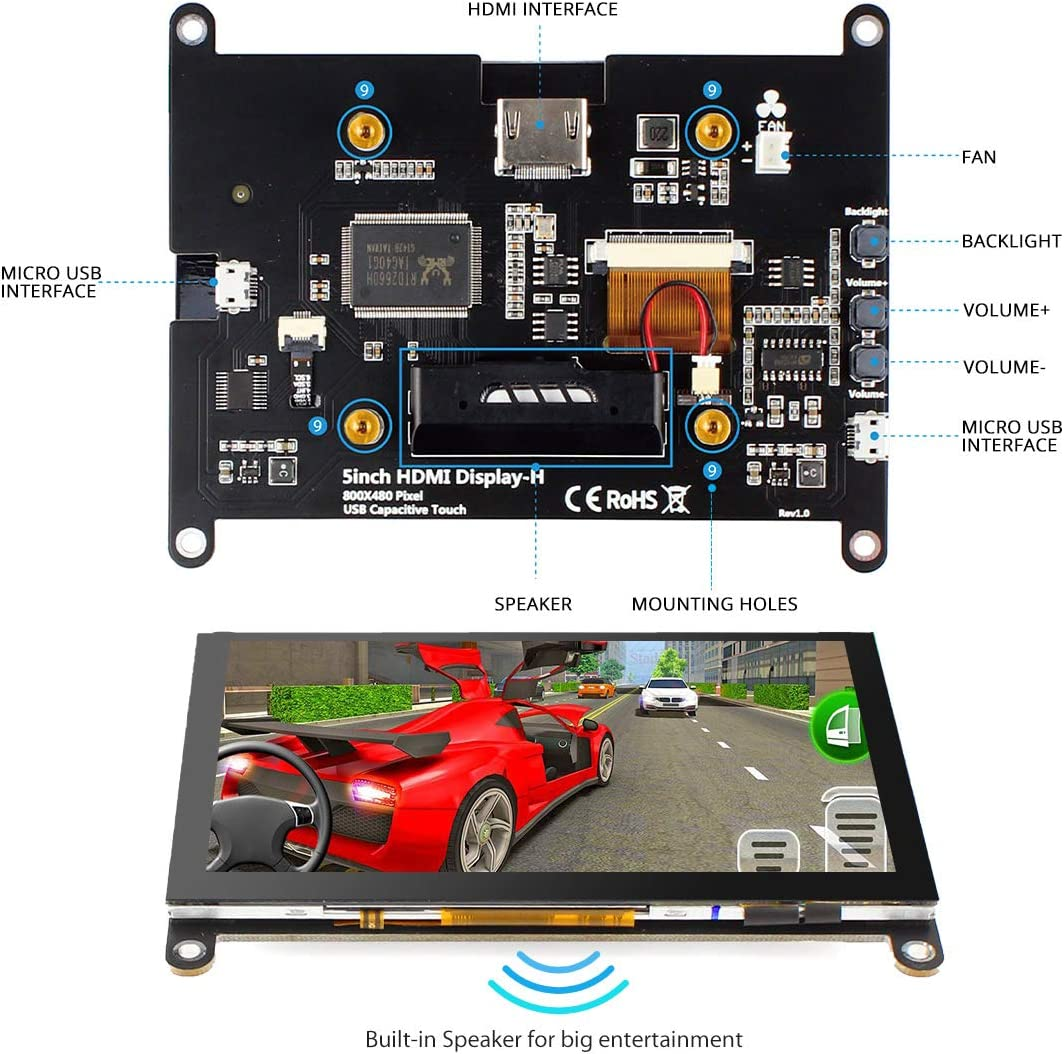 HDMI INTERFACE
9
9
FAN
+
-
FAN
Backlight
BACKLIGHT
MICRO USB
INTERFACE
RTD2660H
Volume+
VOLUME+
VOLUME-
Volume-
9
MICRO USB
INTERFACE
9
5inch HDMI Display-H
800X480 Pixel
USB Capacitive Touch
CE RoHS
Rev1.0
SPEAKER
MOUNTING HOLES
Built-in Speaker for big entertainment